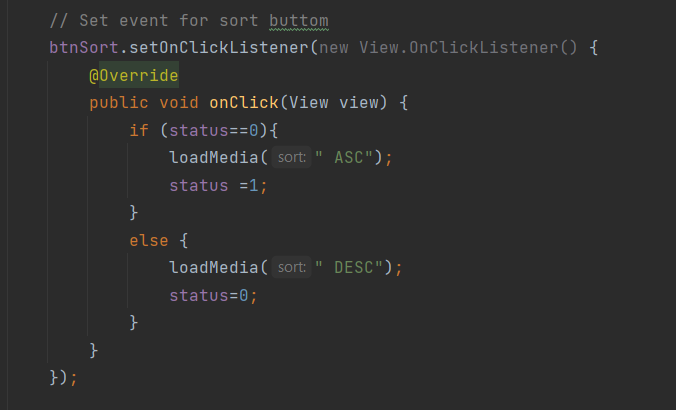 // Set event for sort buttom
btnSort.setOnClickListener(new View.OnClickListener() {
@Override
public void onClick(View view) {
if (status==0){
loadMedia( sort: " ASC");
status =1;
}
else {
loadMedia( sort: " DESC");
status=0;
}
}
});